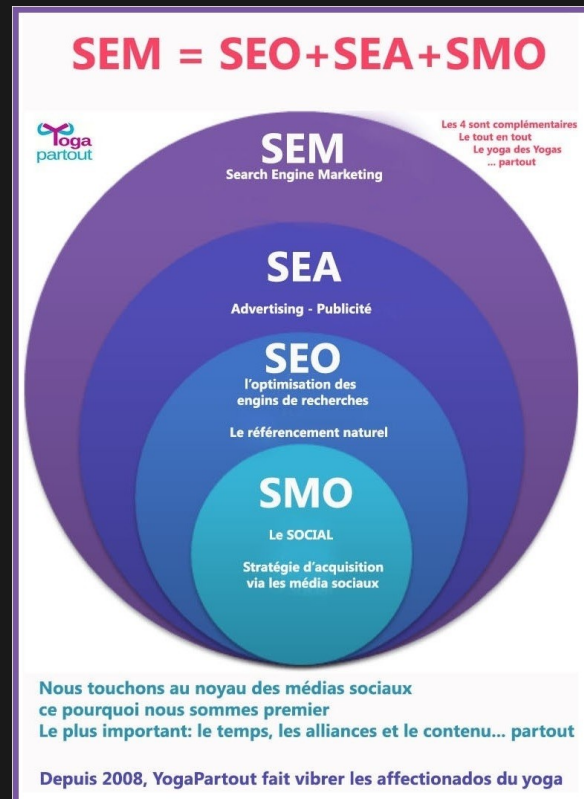 SEM = SEO+SEA+SMO
Yoga
partout
Les 4 sont complémentaires
Le tout en tout
Le yoga des Yogas
... partout
SEM
Search Engine Marketing
SEA
Advertising - Publicité
SEO
l'optimisation des
engins de recherches
Le référencement naturel
SMO
Le SOCIAL
Stratégie d'acquisition
via les média sociaux
Nous touchons au noyau des médias sociaux
ce pourquoi nous sommes premier
Le plus important: le temps, les alliances et le contenu... partout
Depuis 2008, YogaPartout fait vibrer les affectionados du yoga